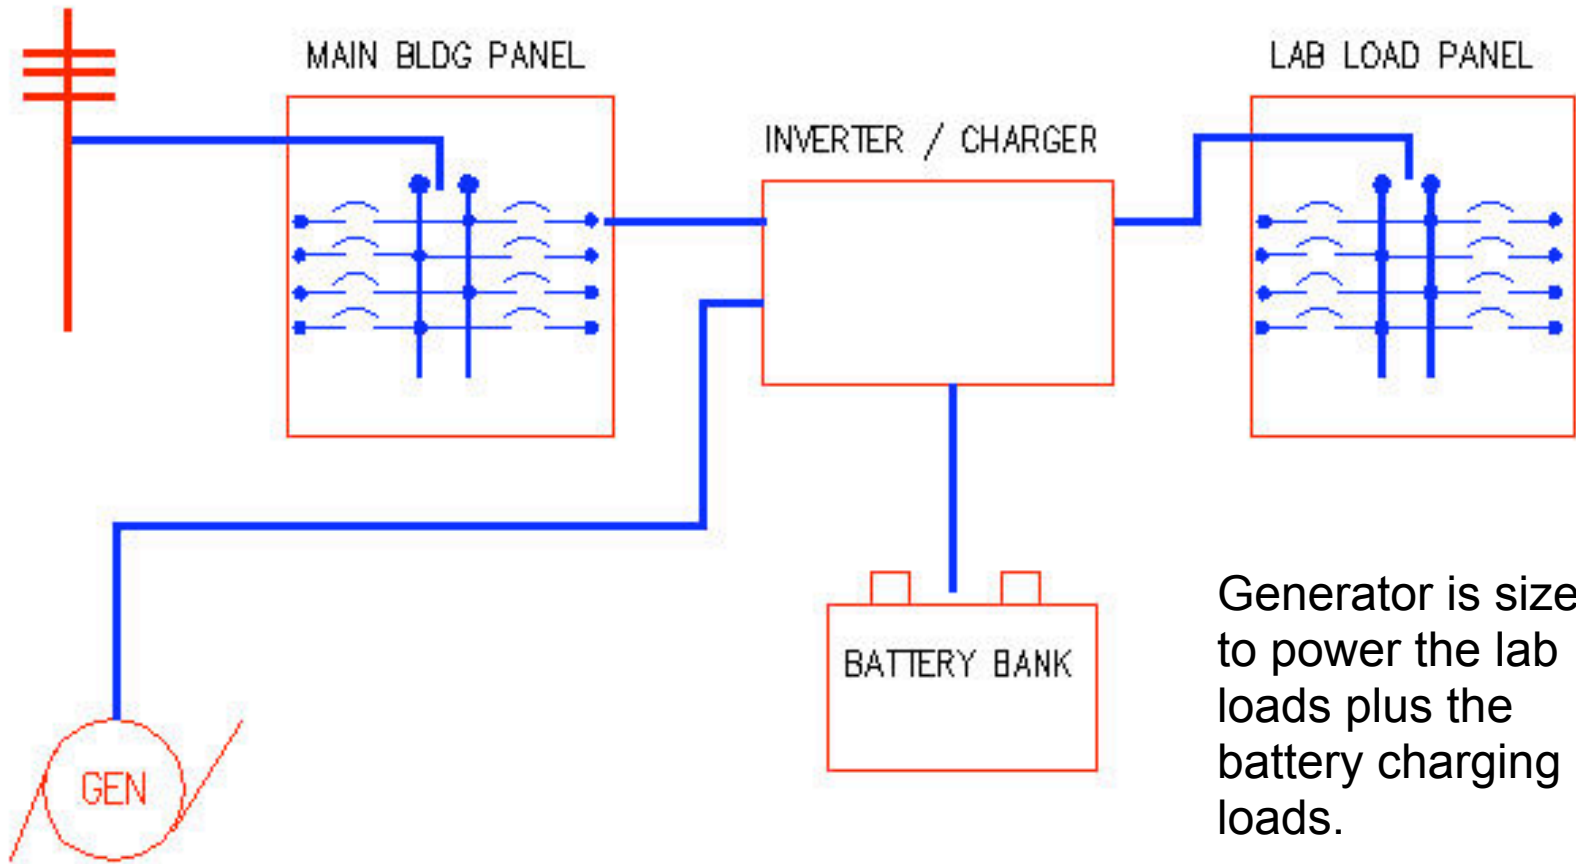 MAIN BLDG PANEL
LAB LOAD PANEL
INVERTER / CHARGER
BATTERY BANK
GEN
Generator is size
to power the lab
loads plus the
battery charging
loads.